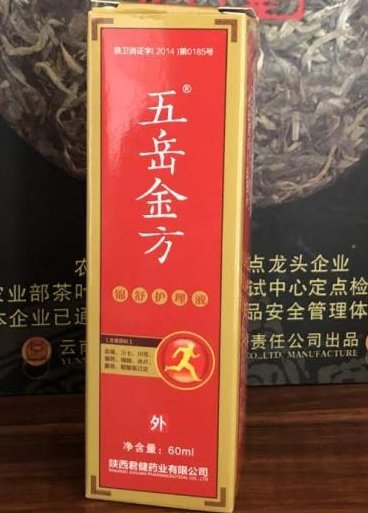 陕卫消证字(2014)第0185号
五岳金方®
锦舒护理液
外
净含量：60ml
陕西君健药业有限公司
点龙头企业
农业部茶叶
试中心定点检
本企业已通
品安全管理体
云南
责任公司出品
CO.,LTD. MANUFACTURE